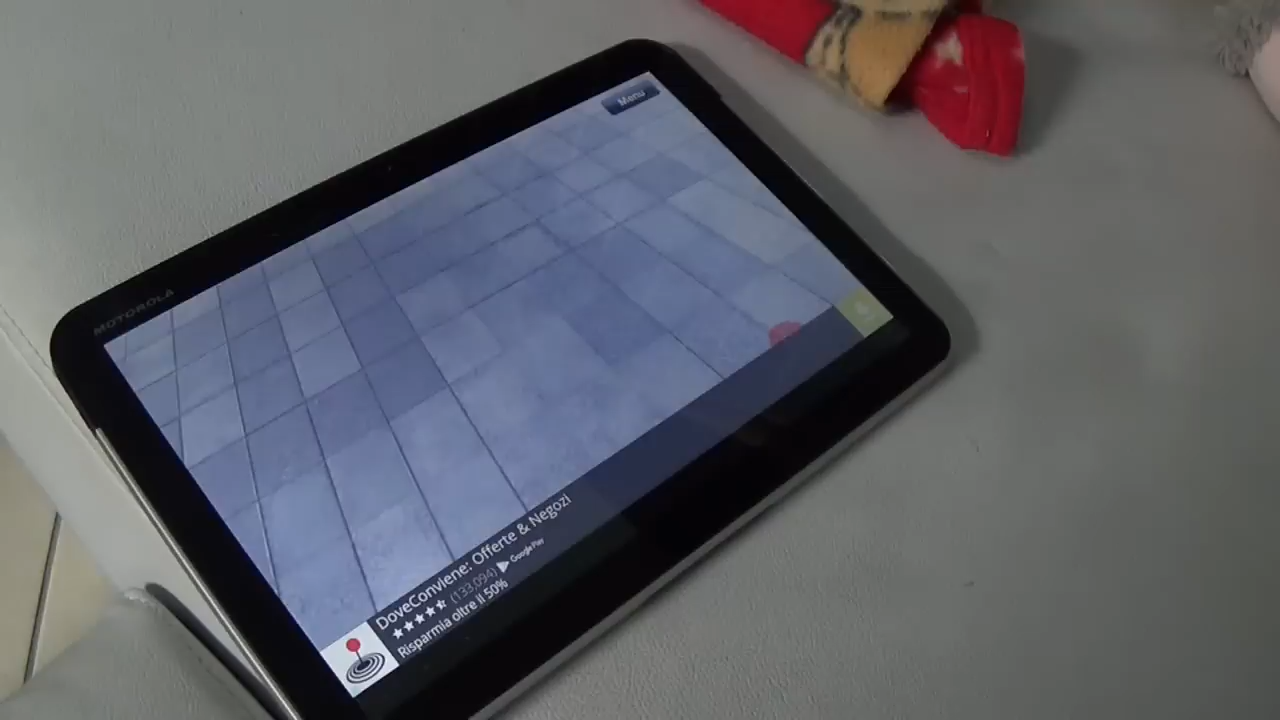 Menu
MOTOROLA
DoveConviene: Offerte & Negozi
(133,094) Google Play
Risparmia oltre il 50%